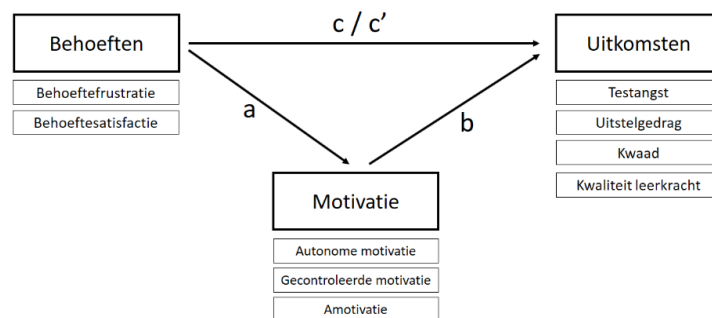 c / c’
Behoeften
Uitkomsten
Behoeftefrustratie
Behoeftesatisfactie
a
b
Testangst
Uitstelgedrag
Kwaad
Kwaliteit leerkracht
Motivatie
Autonome motivatie
Gecontroleerde motivatie
Amotivatie